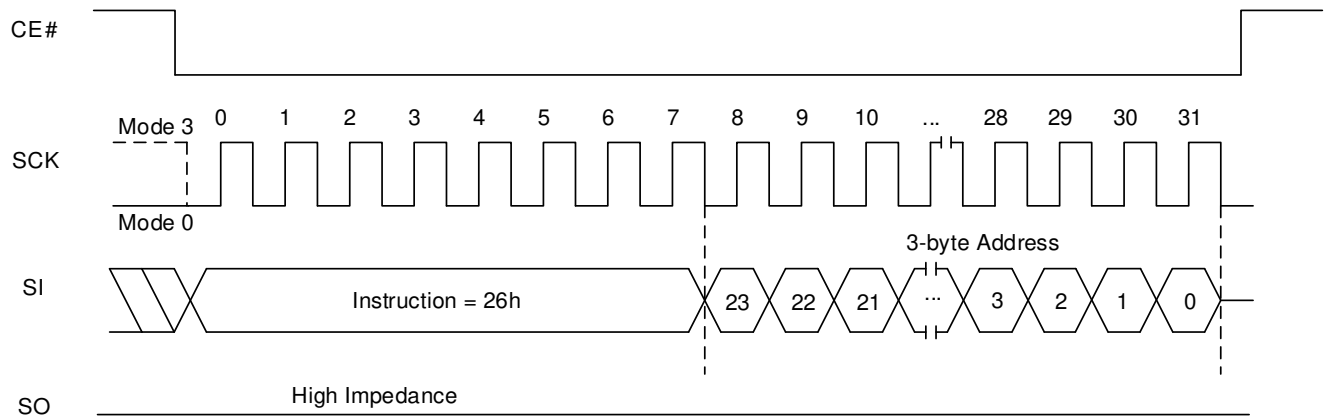 CE#
0 1 2 3 4 5 6 7 8 9 10 ... 28 29 30 31
Mode 3
SCK
Mode 0
3-byte Address
SI
Instruction = 26h 23 22 21 ... 3 2 1 0
High Impedance
SO